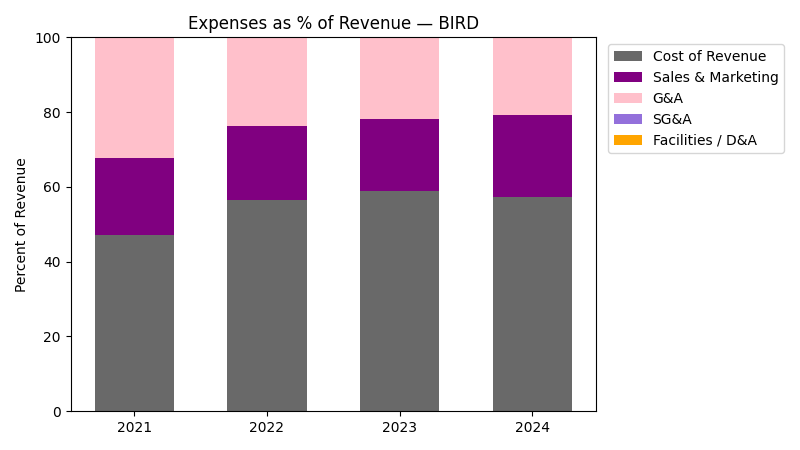 Expenses as % of Revenue — BIRD
Percent of Revenue
100
80
60
40
20
0
2021
2022
2023
2024
Cost of Revenue
Sales & Marketing
G&A
SG&A
Facilities / D&A